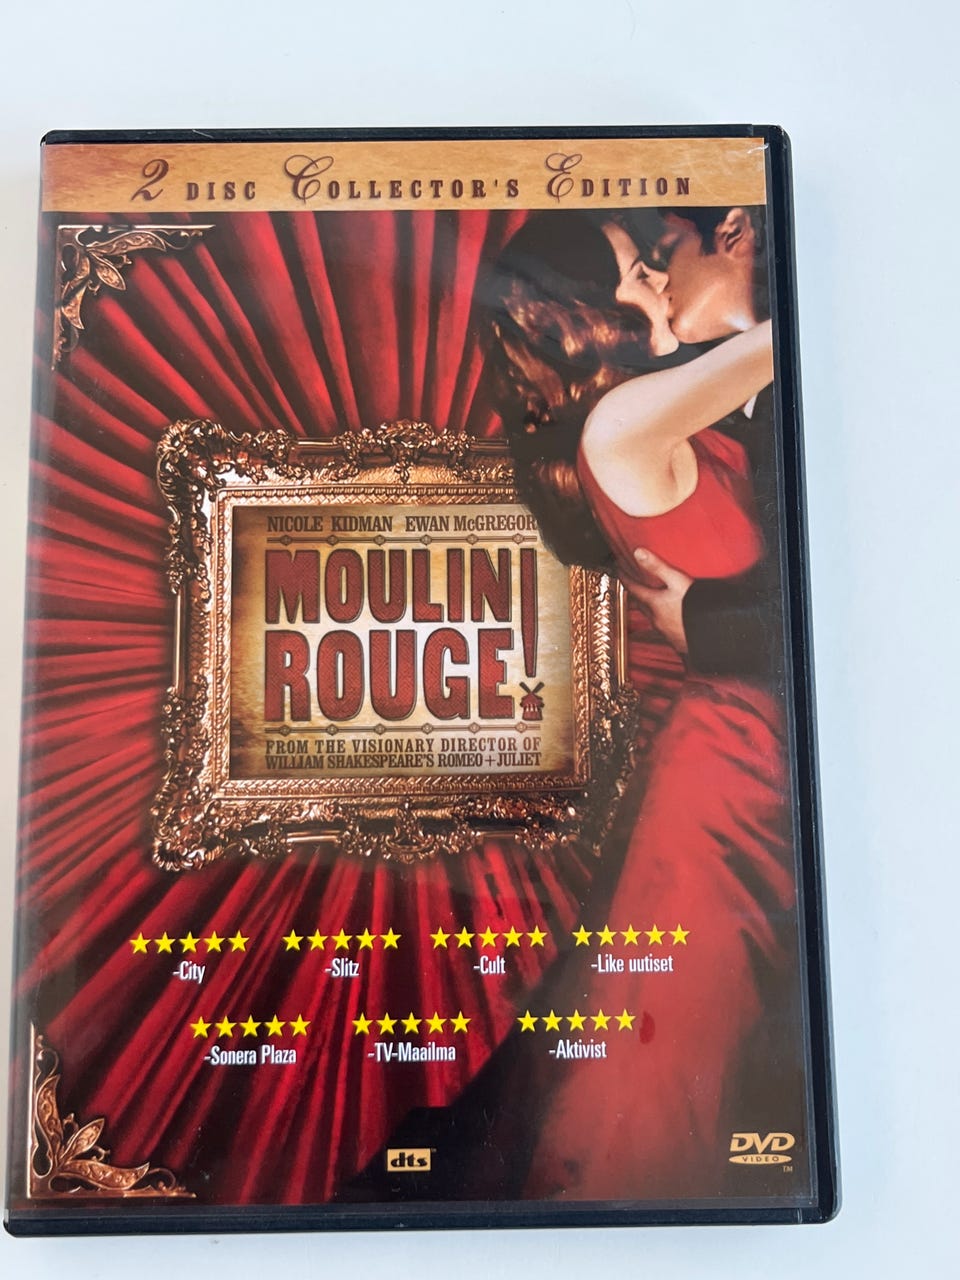 2 DISC COLLECTOR'S EDITION
NICOLE KIDMAN EWAN McGREGOR
MOULIN
ROUGE!
FROM THE VISIONARY DIRECTOR OF
WILLIAM SHAKESPEARE'S ROMEO + JULIET
★★★★★ ★★★★★ ★★★★★ ★★★★★
-City -Slitz -Cult -Like uutiset
★★★★★ ★★★★★ ★★★★★
-Sonera Plaza -TV-Maailma -Aktivist
dts
DVD
VIDEO
TM